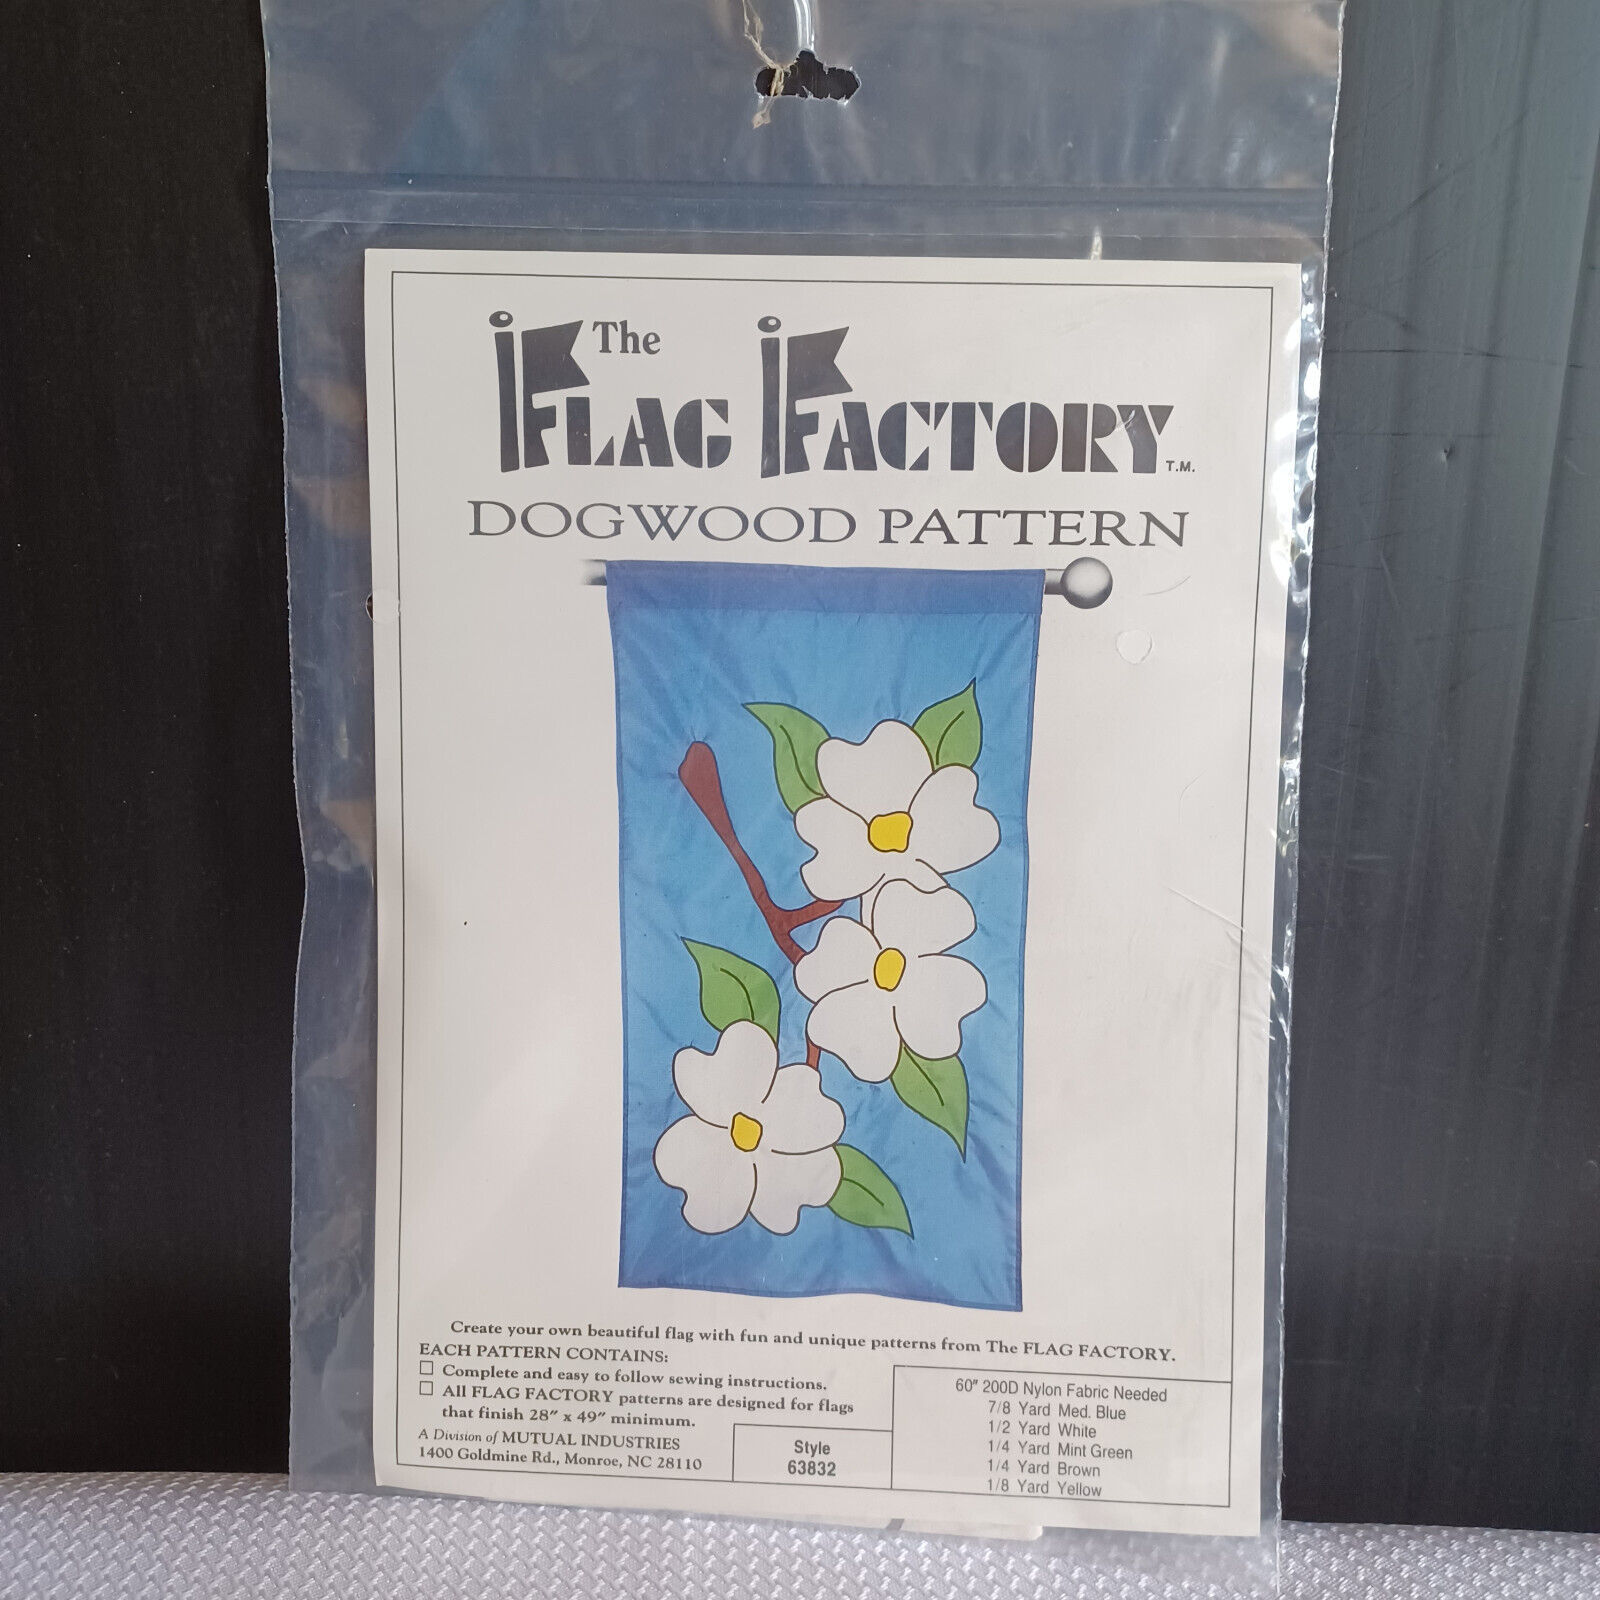 The
FLAG FACTORY T.M.
DOGWOOD PATTERN
Create your own beautiful flag with fun and unique patterns from The FLAG FACTORY.
EACH PATTERN CONTAINS:
☐ Complete and easy to follow sewing instructions.
☐ All FLAG FACTORY patterns are designed for flags
that finish 28" x 49" minimum.
A Division of MUTUAL INDUSTRIES
1400 Goldmine Rd., Monroe, NC 28110
Style
63832
60" 200D Nylon Fabric Needed
7/8 Yard Med. Blue
1/2 Yard White
1/4 Yard Mint Green
1/4 Yard Brown
1/8 Yard Yellow